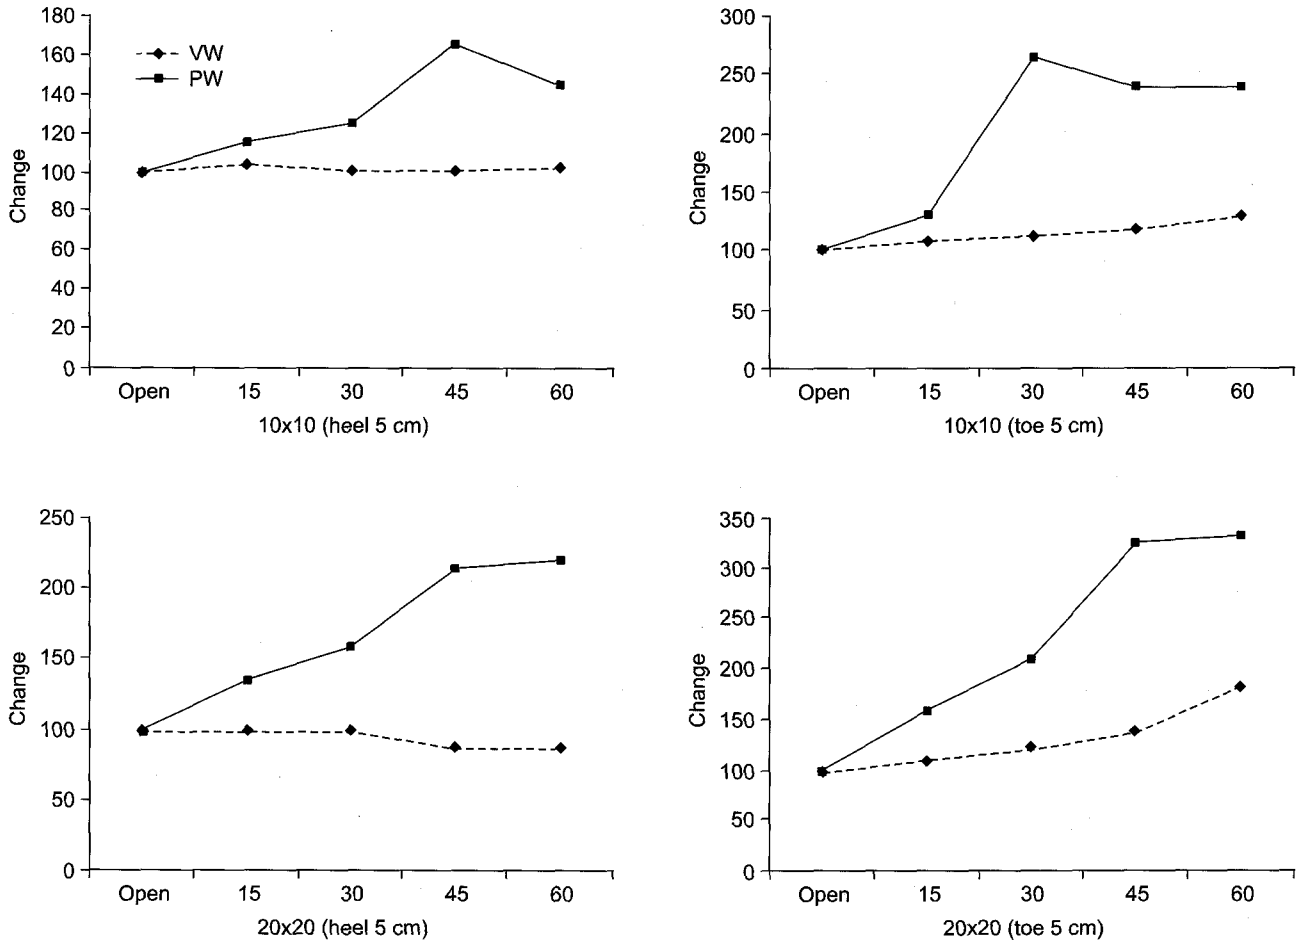 180
160
140
120
100
80
60
40
20
0
Change
VW
PW
Open 15 30 45 60
10x10 (heel 5 cm)
300
250
200
150
100
50
0
Change
Open 15 30 45 60
10x10 (toe 5 cm)
250
200
150
100
50
0
Change
Open 15 30 45 60
20x20 (heel 5 cm)
350
300
250
200
150
100
50
0
Change
Open 15 30 45 60
20x20 (toe 5 cm)